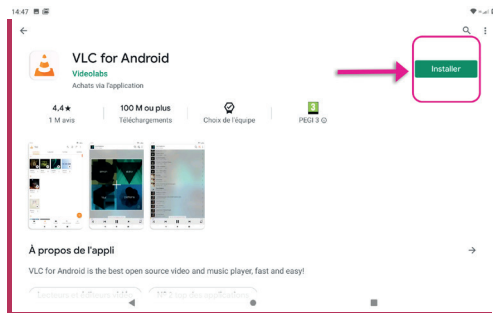 14:47
VLC for Android
Videolabs
Achats via l'application
Installer
4,4★
1 M avis
100 M ou plus
Téléchargements
Choix de l'équipe
3
PEGI 3
À propos de l'appli
VLC for Android is the best open source video and music player, fast and easy!